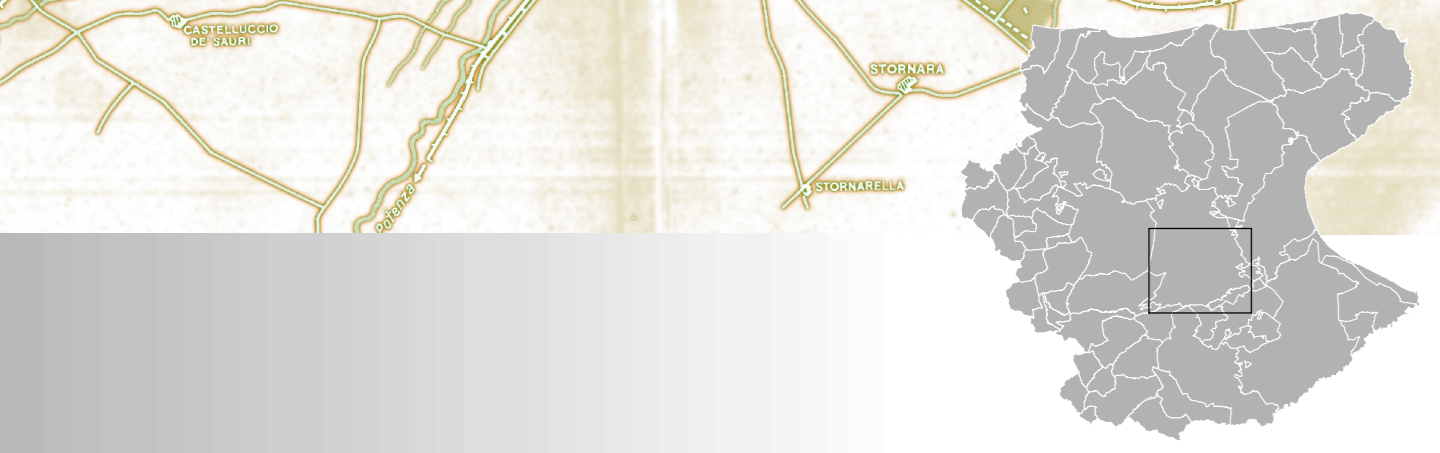 CASTELLUCCIO
DE' SAURI
STORNARA
STORNARELLA
Potenza